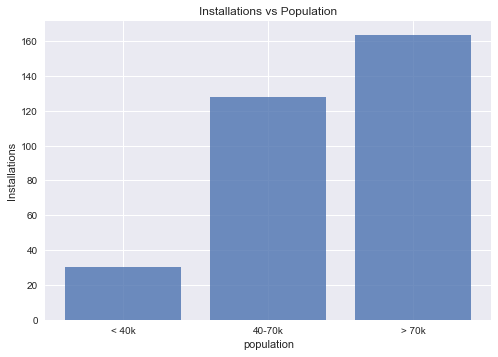 Installations vs Population
Installations
160
140
120
100
80
60
40
20
0
< 40k
40-70k
> 70k
population